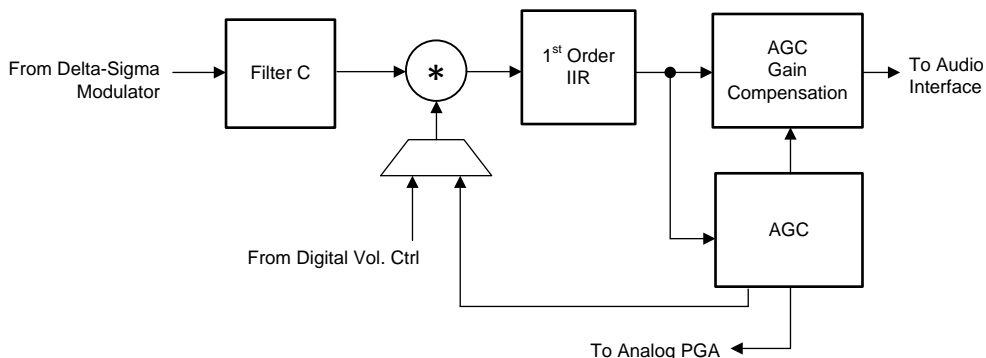 From Delta-Sigma
Modulator
Filter C
*
1st Order
IIR
AGC
Gain
Compensation
To Audio
Interface
AGC
From Digital Vol. Ctrl
To Analog PGA